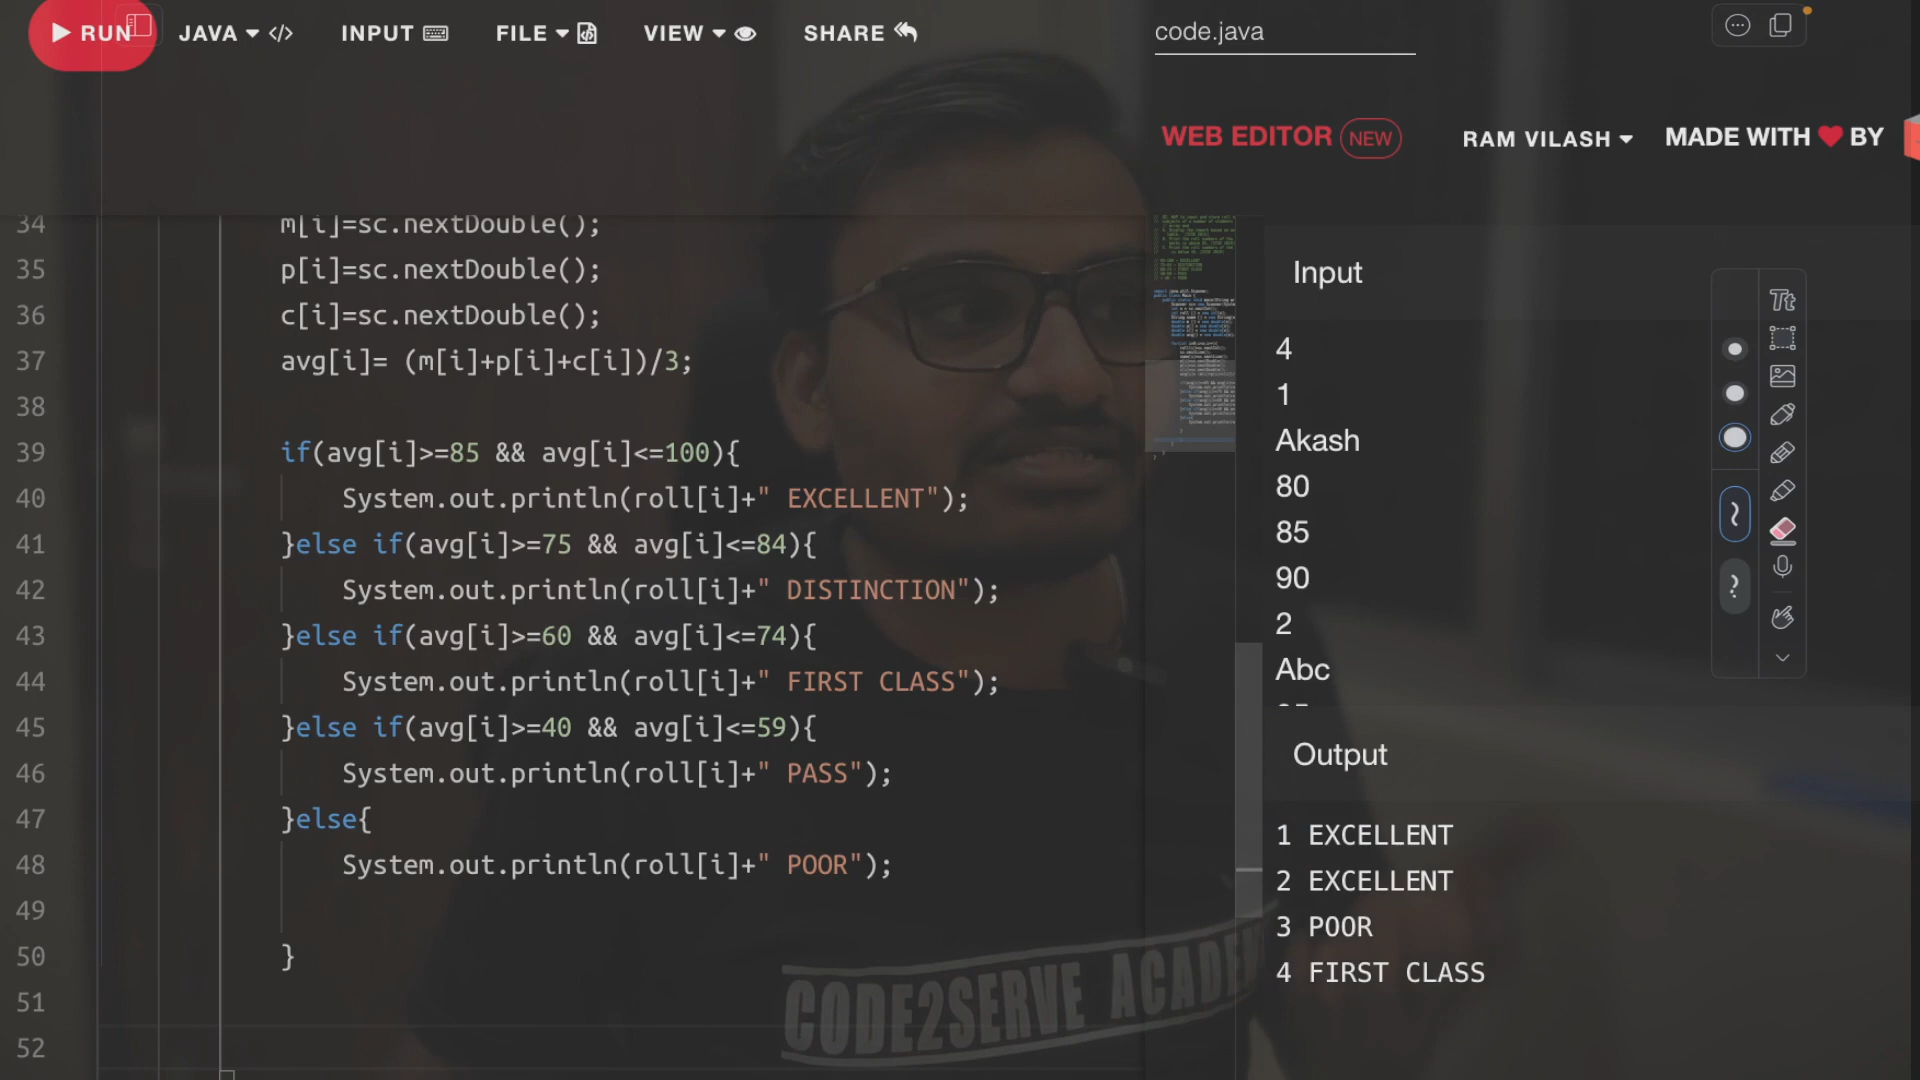 RUN JAVA </> INPUT FILE VIEW SHARE code.java
WEB EDITOR NEW RAM VILASH MADE WITH BY
34 m[i]=sc.nextDouble();
35 p[i]=sc.nextDouble();
36 c[i]=sc.nextDouble();
37 avg[i]= (m[i]+p[i]+c[i])/3;
38
39 if(avg[i]>=85 && avg[i]<=100){
40 System.out.println(roll[i]+" EXCELLENT");
41 }else if(avg[i]>=75 && avg[i]<=84){
42 System.out.println(roll[i]+" DISTINCTION");
43 }else if(avg[i]>=60 && avg[i]<=74){
44 System.out.println(roll[i]+" FIRST CLASS");
45 }else if(avg[i]>=40 && avg[i]<=59){
46 System.out.println(roll[i]+" PASS");
47 }else{
48 System.out.println(roll[i]+" POOR");
49
50 }
51
52
Input
4
1
Akash
80
85
90
2
Abc
Output
1 EXCELLENT
2 EXCELLENT
3 POOR
4 FIRST CLASS
Tt
CODE2SERVE